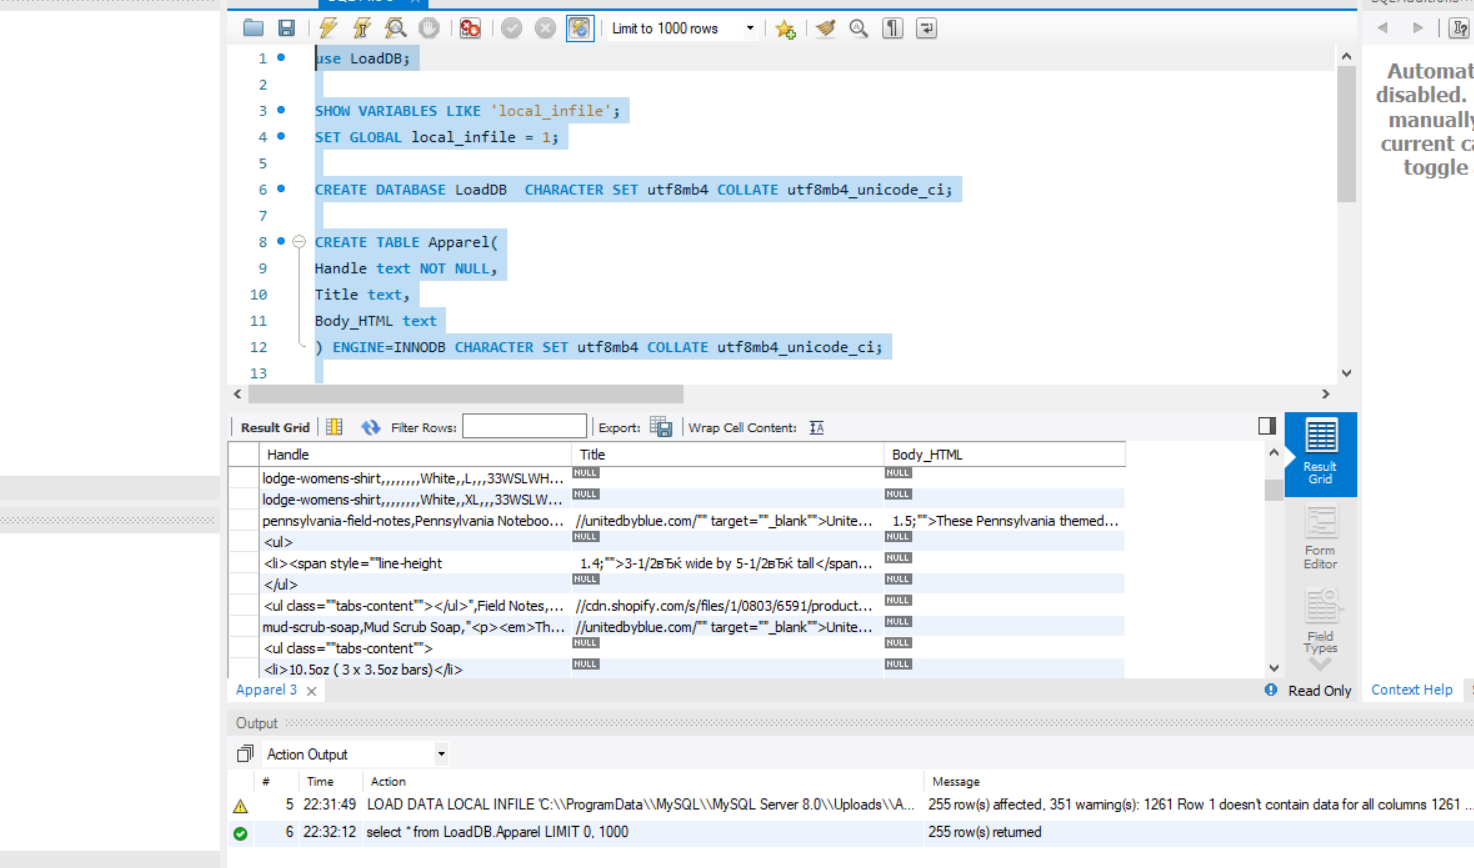 Limit to 1000 rows
1 use LoadDB;
2
3 SHOW VARIABLES LIKE 'local_infile';
4 SET GLOBAL local_infile = 1;
5
6 CREATE DATABASE LoadDB  CHARACTER SET utf8mb4 COLLATE utf8mb4_unicode_ci;
7
8 CREATE TABLE Apparel(
9 Handle text NOT NULL,
10 Title text,
11 Body_HTML text
12 ) ENGINE=INNODB CHARACTER SET utf8mb4 COLLATE utf8mb4_unicode_ci;
13
Automat
disabled.
manually
current ca
toggle
Result Grid Filter Rows: Export: Wrap Cell Content:
Handle Title Body_HTML
lodge-womens-shirt,,,,,,,,White,,L,,,33WSLWH... NULL NULL
lodge-womens-shirt,,,,,,,,White,,XL,,,33WSLW... NULL NULL
pennsylvania-field-notes,Pennsylvania Noteboo... //unitedbyblue.com/"" target=""_blank"">Unite... 1.5;"">These Pennsylvania themed...
<ul> NULL NULL
<li><span style=""line-height 1.4;"">3-1/2вЂќ wide by 5-1/2вЂќ tall</span... NULL
</ul> NULL NULL
<ul class=""tabs-content""></ul>",Field Notes,... //cdn.shopify.com/s/files/1/0803/6591/product... NULL
mud-scrub-soap,Mud Scrub Soap,"<p><em>Th... //unitedbyblue.com/"" target=""_blank"">Unite... NULL
<ul class=""tabs-content""> NULL NULL
<li>10.5oz ( 3 x 3.5oz bars)</li> NULL NULL
Result
Grid
Form
Editor
Field
Types
Apparel 3 Read Only Context Help
Output
Action Output
# Time Action Message
5 22:31:49 LOAD DATA LOCAL INFILE 'C:\\ProgramData\\MySQL\\MySQL Server 8.0\\Uploads\\A... 255 row(s) affected, 351 warning(s): 1261 Row 1 doesn't contain data for all columns 1261 ...
6 22:32:12 select * from LoadDB.Apparel LIMIT 0, 1000 255 row(s) returned